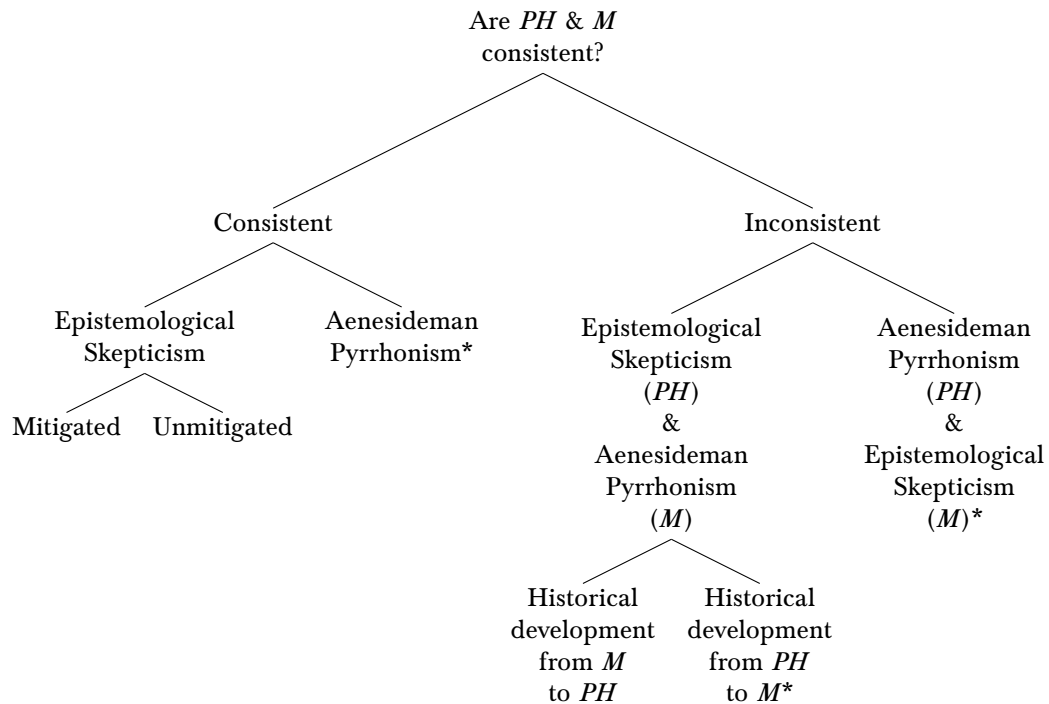 Are PH & M
consistent?
Consistent
Inconsistent
Epistemological
Skepticism
Aenesideman
Pyrrhonism*
Mitigated
Unmitigated
Epistemological
Skepticism
(PH)
&
Aenesideman
Pyrrhonism
(M)
Aenesideman
Pyrrhonism
(PH)
&
Epistemological
Skepticism
(M)*
Historical
development
from M
to PH
Historical
development
from PH
to M*